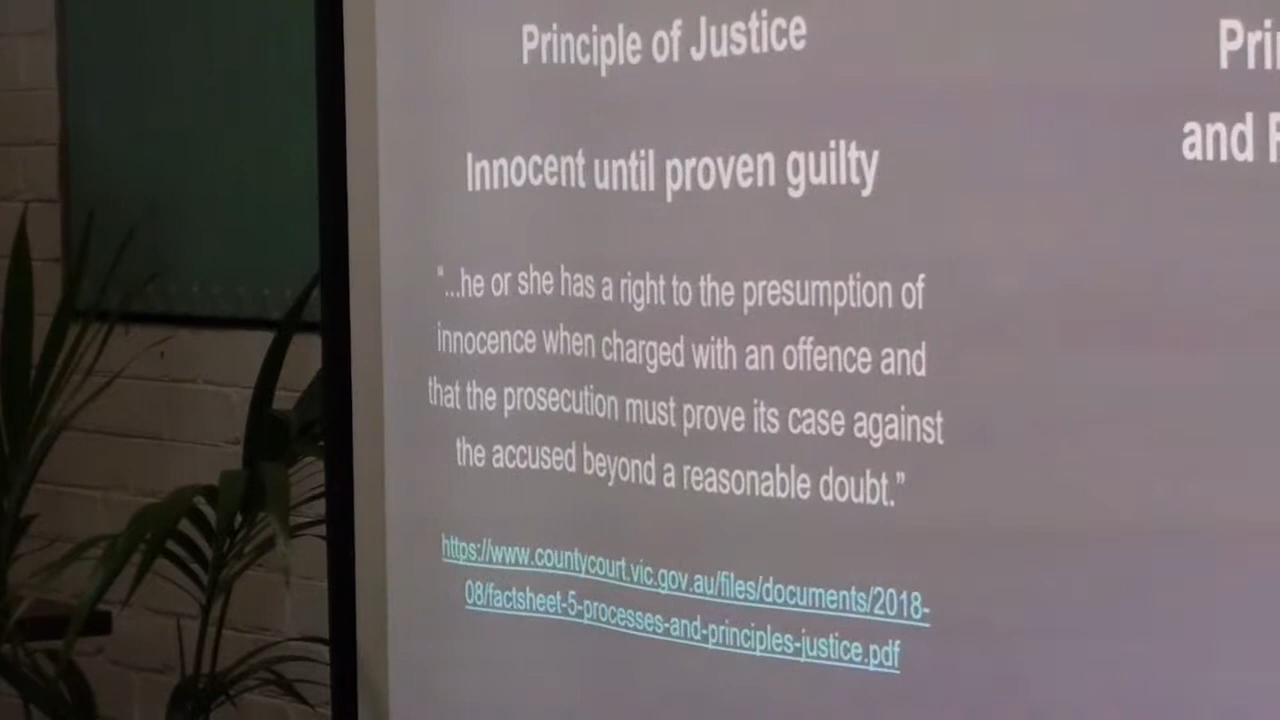 Principle of Justice
Innocent until proven guilty
“...he or she has a right to the presumption of
innocence when charged with an offence and
that the prosecution must prove its case against
the accused beyond a reasonable doubt.”
https://www.countycourt.vic.gov.au/files/documents/2018-
08/factsheet-5-processes-and-principles-justice.pdf
and